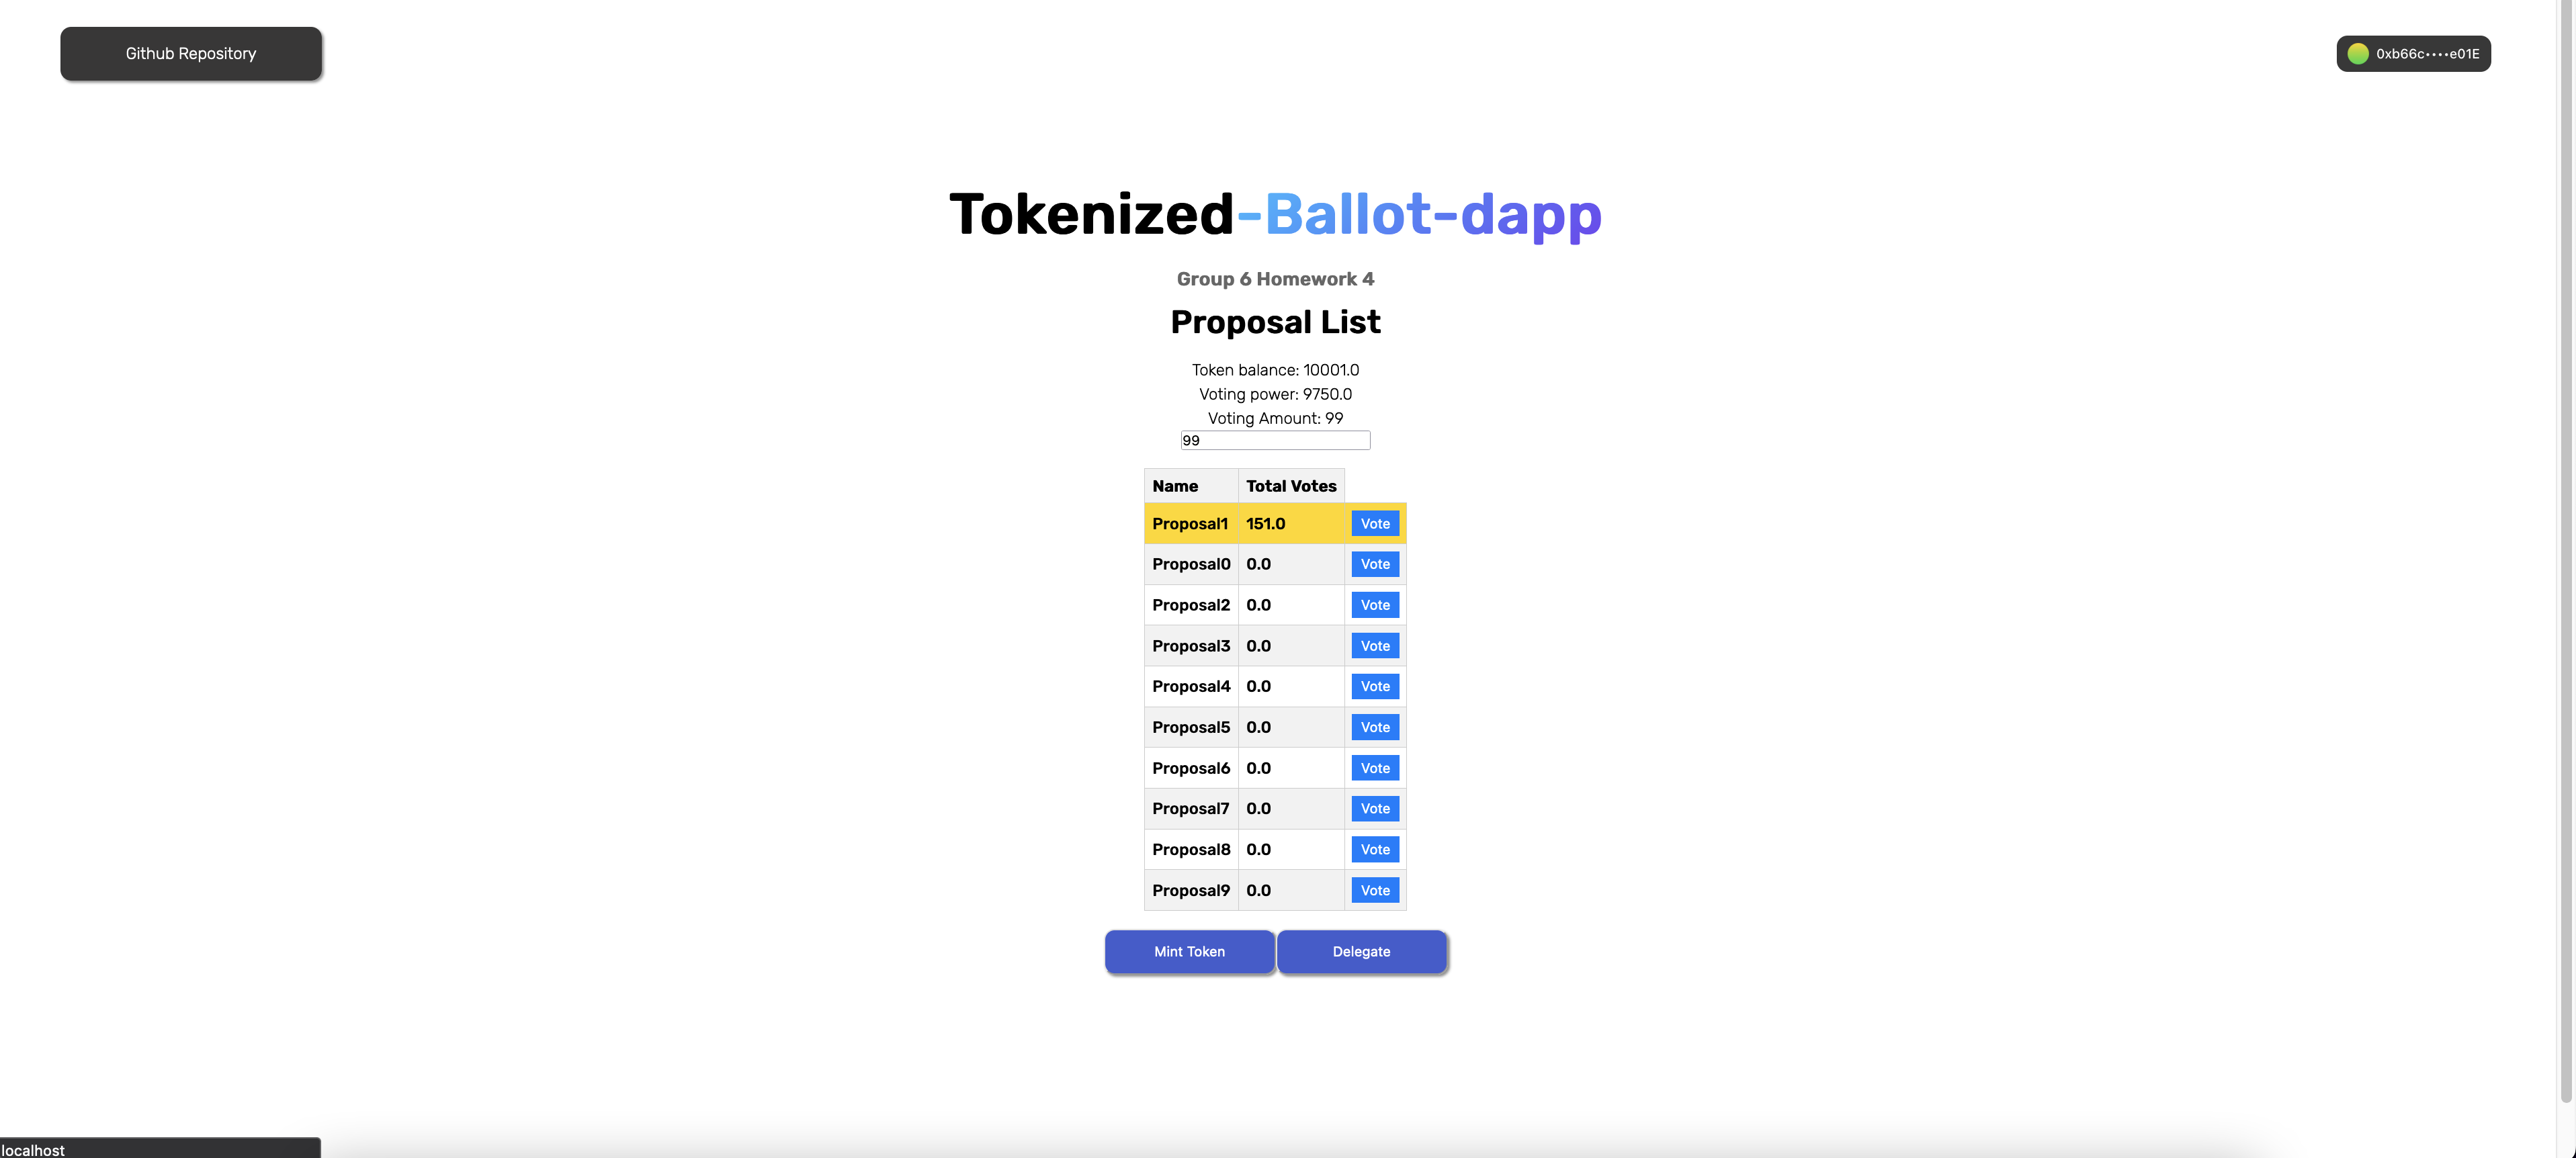 Github Repository
0xb66c••••e01E
Tokenized-Ballot-dapp
Group 6 Homework 4
Proposal List
Token balance: 10001.0
Voting power: 9750.0
Voting Amount: 99
99
Name Total Votes
Proposal1 151.0 Vote
Proposal0 0.0 Vote
Proposal2 0.0 Vote
Proposal3 0.0 Vote
Proposal4 0.0 Vote
Proposal5 0.0 Vote
Proposal6 0.0 Vote
Proposal7 0.0 Vote
Proposal8 0.0 Vote
Proposal9 0.0 Vote
Mint Token Delegate
localhost